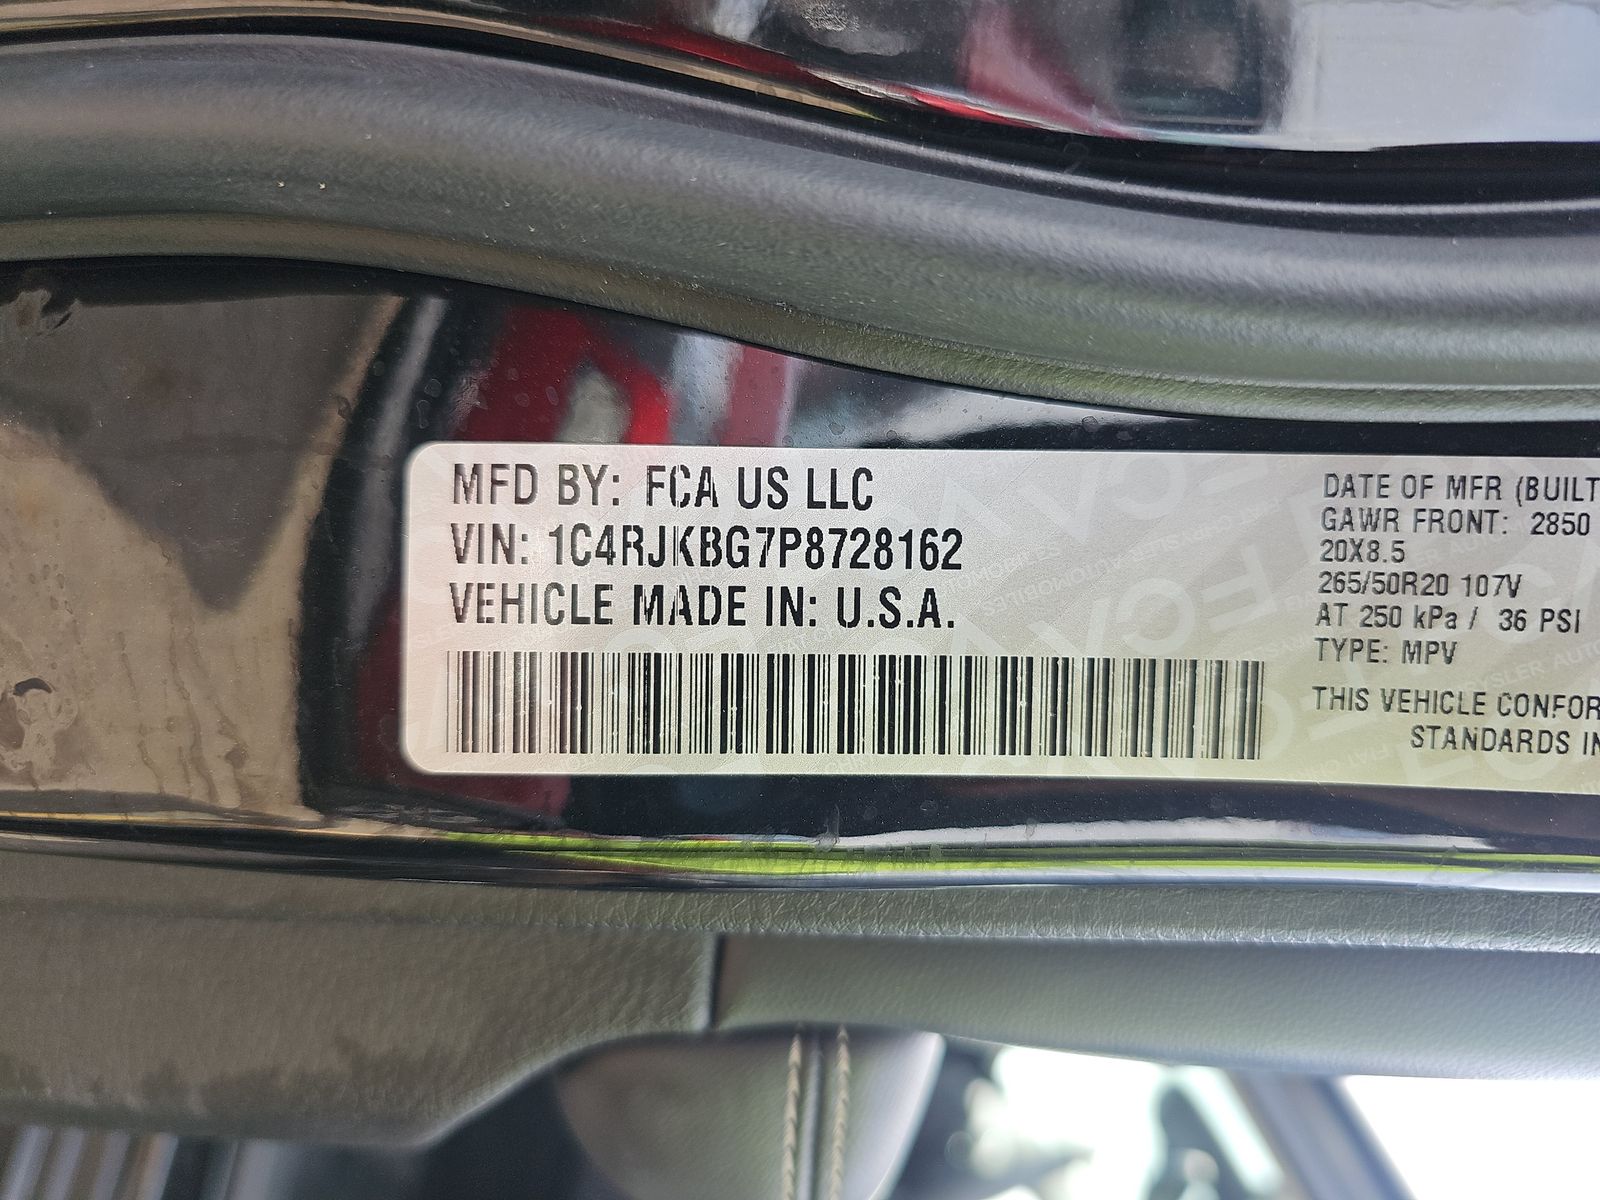 MFD BY: FCA US LLC
VIN: 1C4RJKBG7P8728162
VEHICLE MADE IN: U.S.A.
DATE OF MFR (BUILT
GAWR FRONT: 2850
20X8.5
265/50R20 107V
AT 250 kPa / 36 PSI
TYPE: MPV
THIS VEHICLE CONFOR
STANDARDS IN